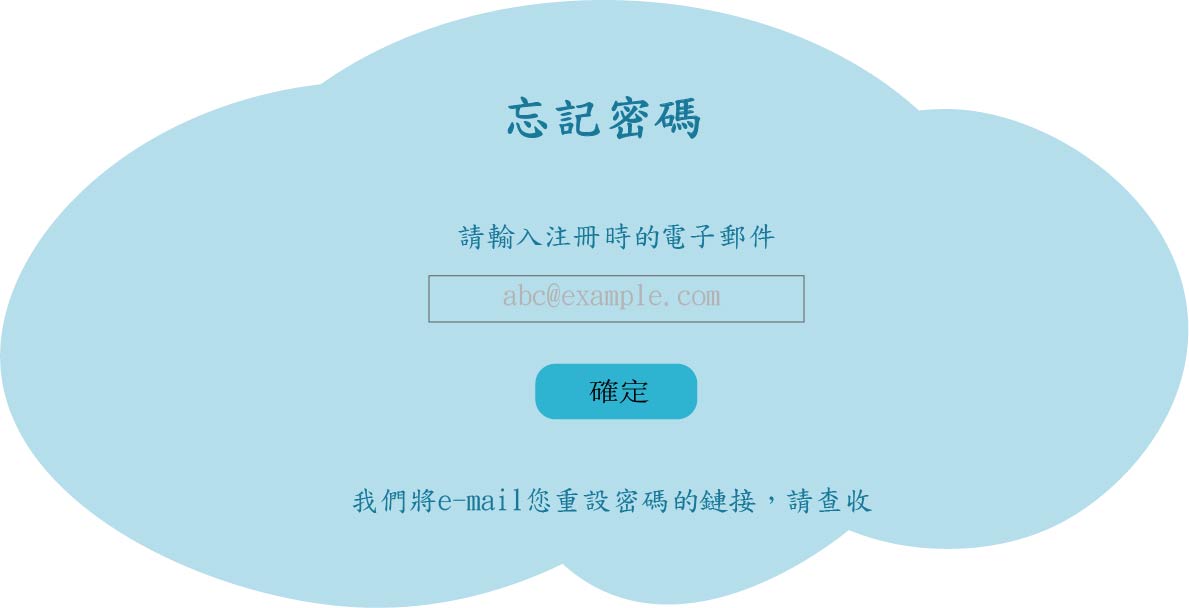 忘記密碼
請輸入注冊時的電子郵件
abc@example.com
確定
我們將e-mail您重設密碼的鏈接，請查收